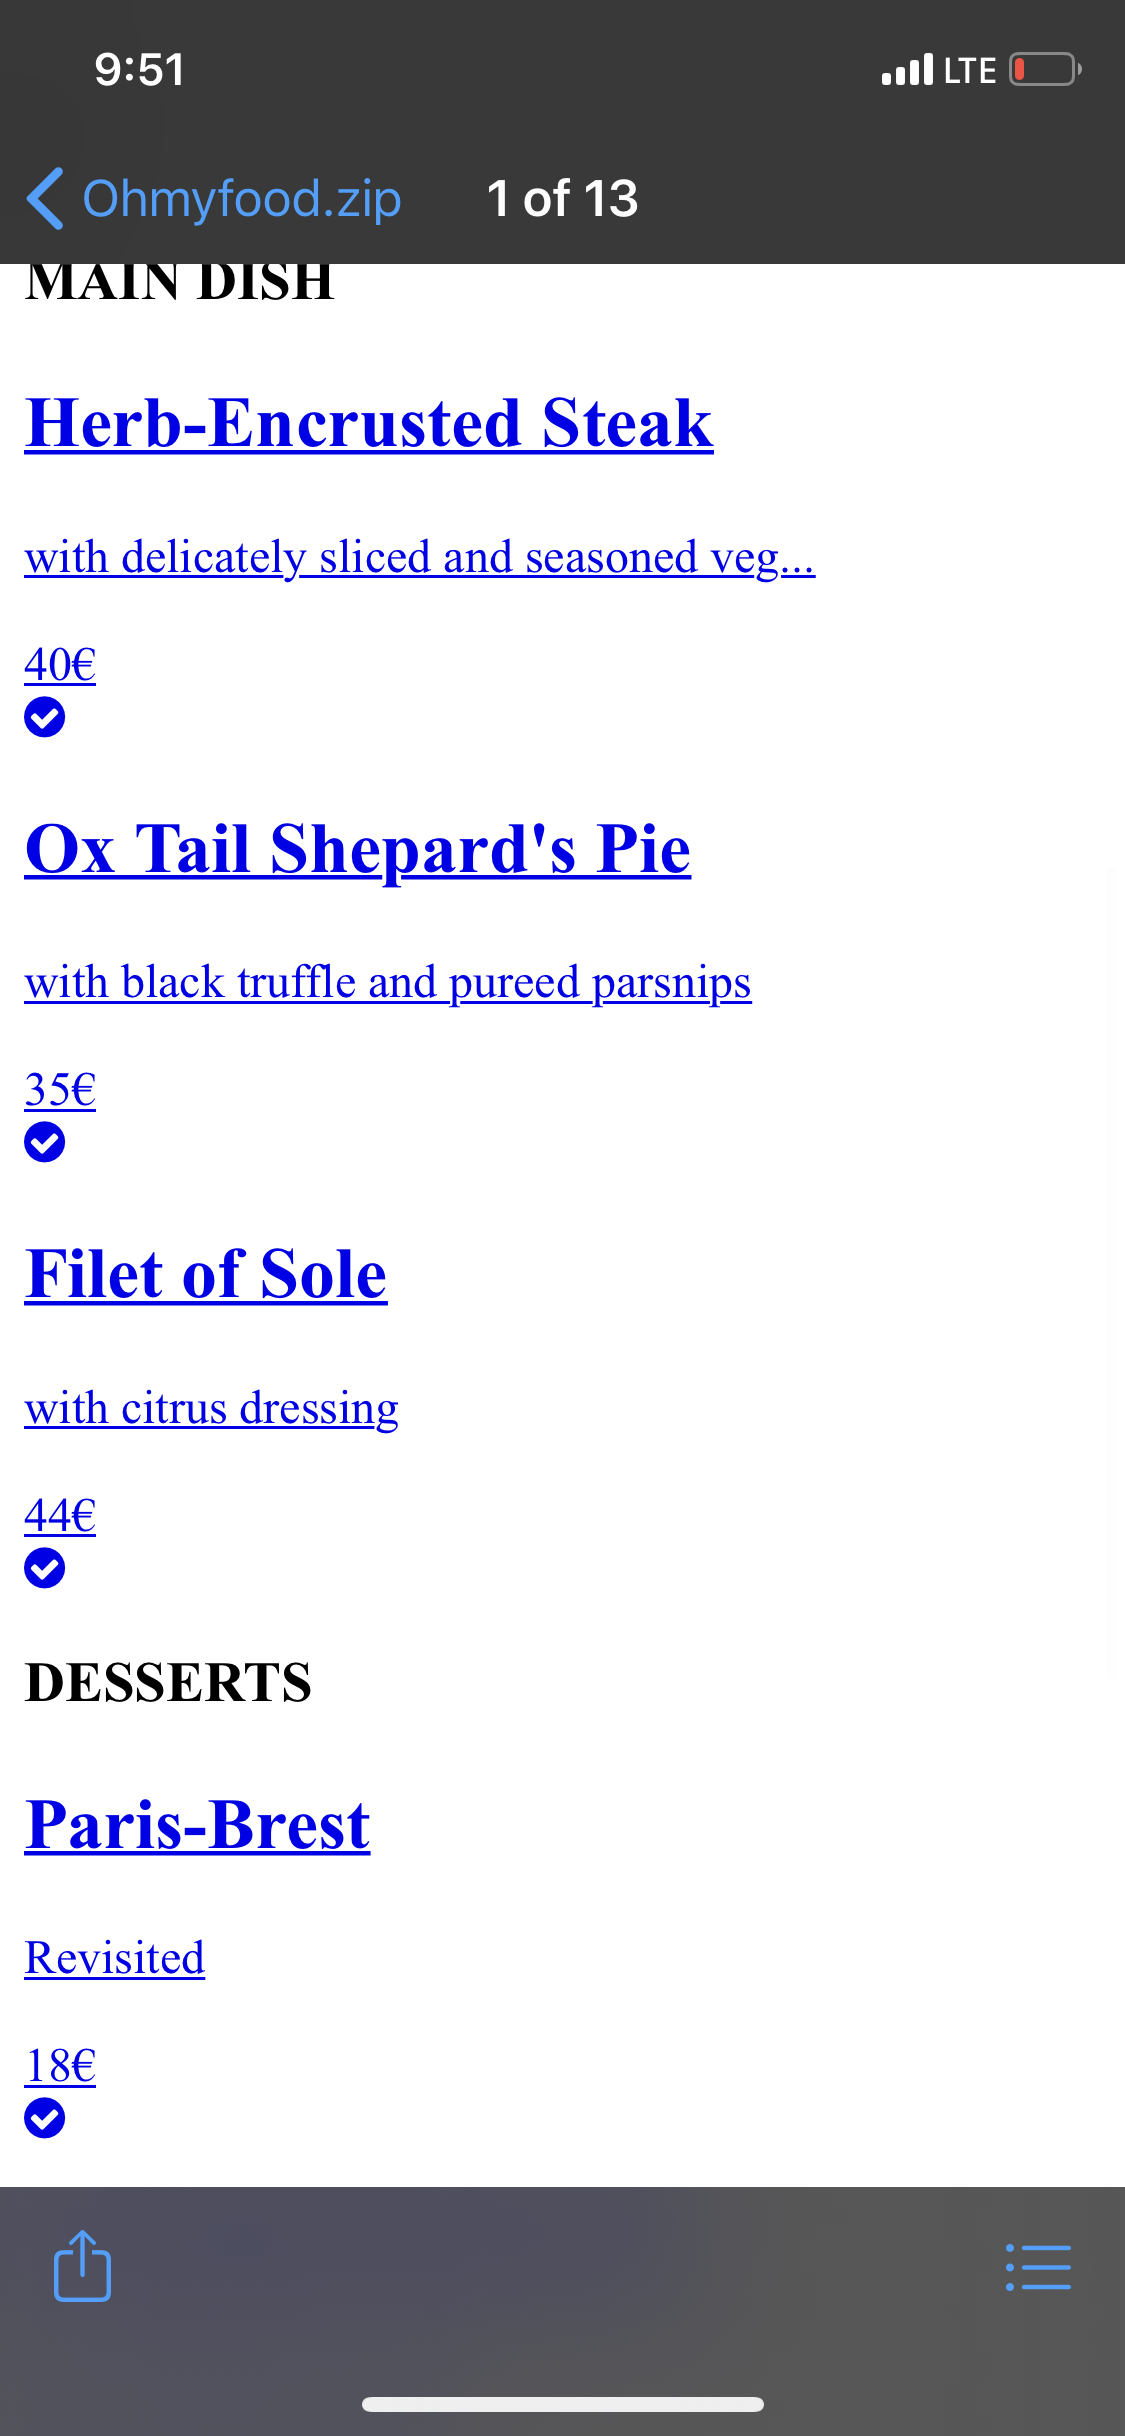 9:51
LTE
Ohmyfood.zip
1 of 13
MAIN DISH
Herb-Encrusted Steak
with delicately sliced and seasoned veg...
40€
Ox Tail Shepard's Pie
with black truffle and pureed parsnips
35€
Filet of Sole
with citrus dressing
44€
DESSERTS
Paris-Brest
Revisited
18€